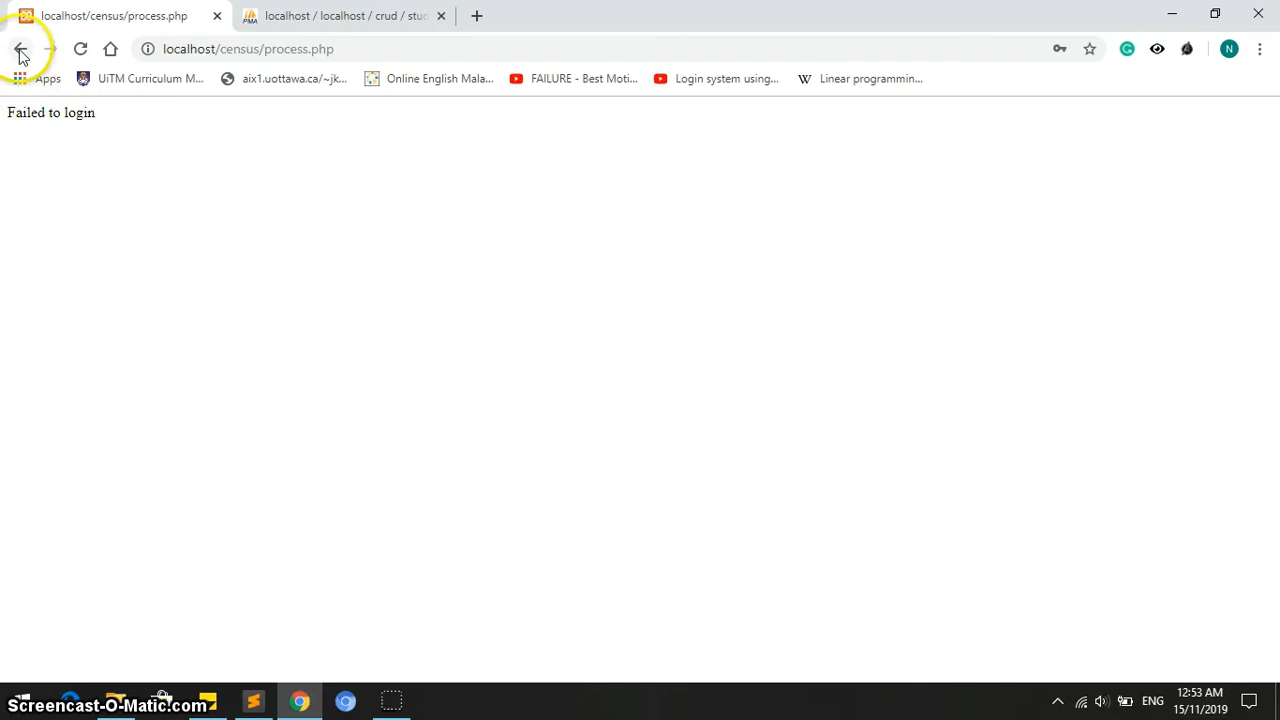 localhost/census/process.php
localhost / localhost / crud / stu
localhost/census/process.php
Apps
UiTM Curriculum M...
aix1.uottawa.ca/~jk...
Online English Mala...
FAILURE - Best Moti...
Login system using...
W Linear programmin...
N
Failed to login
Screencast-O-Matic.com
ENG
12:53 AM
15/11/2019